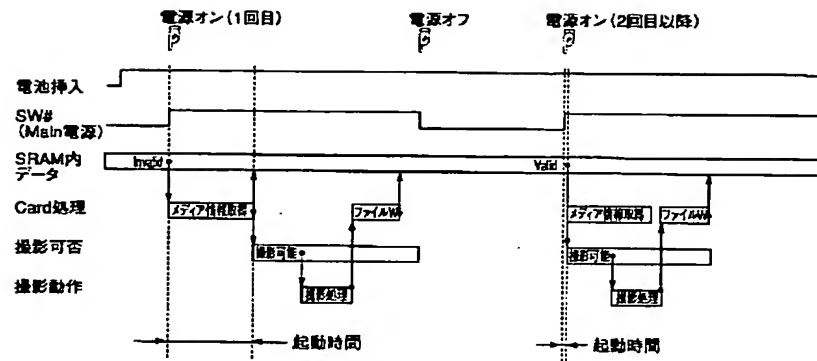 電源オン(1回目)
電源オフ
電源オン(2回目以降)
電池挿入
SW#
(Main電源)
SRAM内
データ
Invalid
Valid
Card処理
メディア情報取得
ファイルW
メディア情報取得
ファイルW
撮影可否
撮影可能
撮影可能
撮影動作
撮影処理
撮影処理
起動時間
起動時間